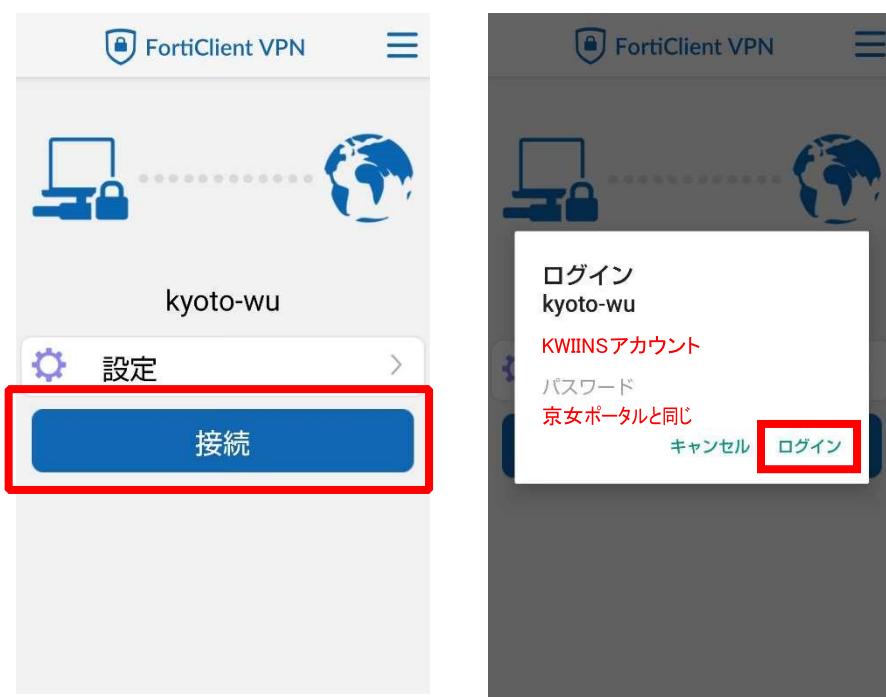 FortiClient VPN
kyoto-wu
設定
接続
FortiClient VPN
ログイン
kyoto-wu
KWIINSアカウント
パスワード
京女ポータルと同じ
キャンセル ログイン